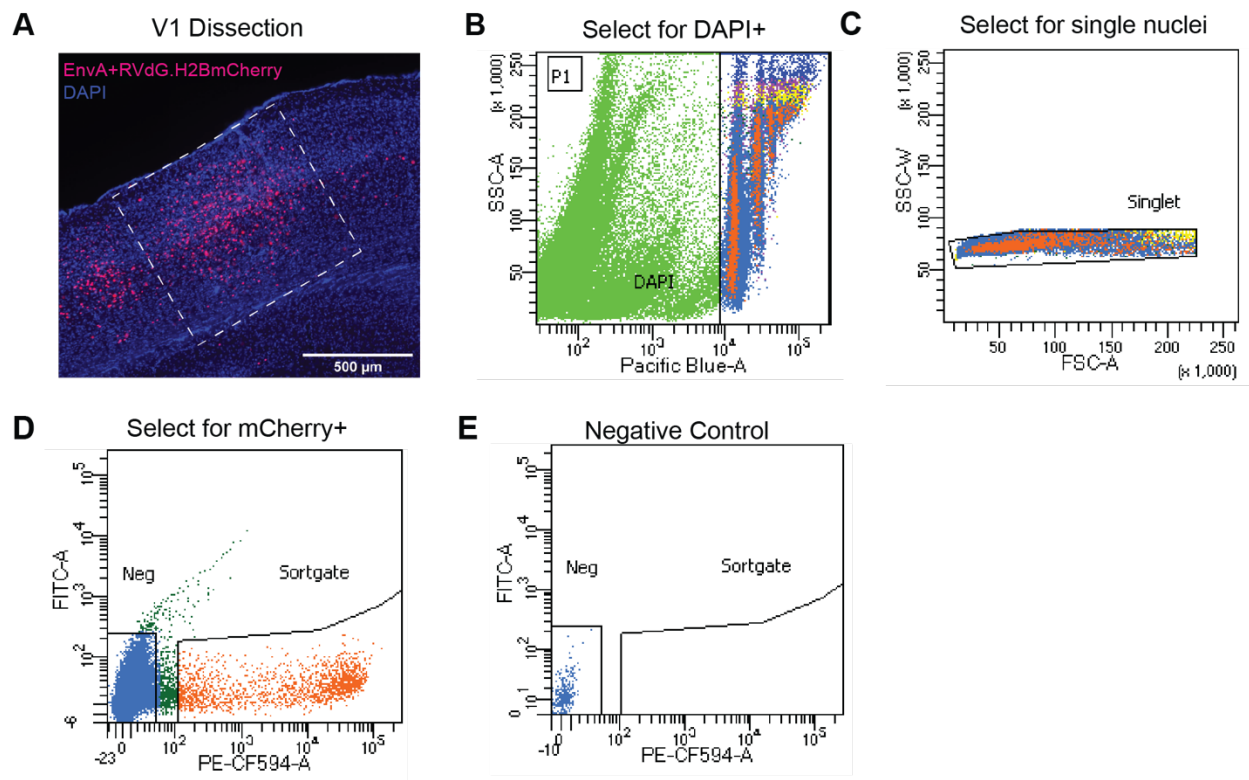 A
V1 Dissection
EnvA+RVdG.H2BmCherry
DAPI
500 µm
B
Select for DAPI+
P1
DAPI
SSC-A
(x 1,000)
50
100
150
200
250
10²
10³
10⁴
10⁵
Pacific Blue-A
C
Select for single nuclei
Singlet
SSC-W
(x 1,000)
50
100
150
200
250
50
100
150
200
250
FSC-A
(x 1,000)
D
Select for mCherry+
Neg
Sortgate
FITC-A
-6
10²
10³
10⁴
10⁵
-23
0
10²
10³
10⁴
10⁵
PE-CF594-A
E
Negative Control
Neg
Sortgate
FITC-A
0
10¹
10²
10³
10⁴
10⁵
-10
0
10²
10³
10⁴
10⁵
PE-CF594-A